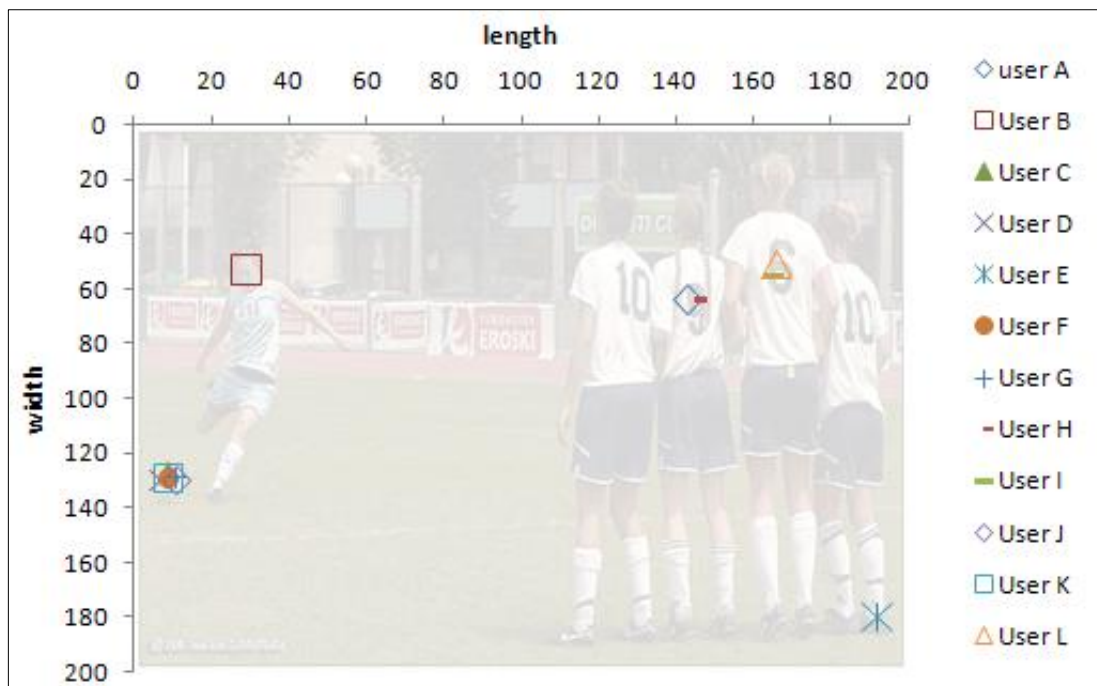 length
0 20 40 60 80 100 120 140 160 180 200
width
0
20
40
60
80
100
120
140
160
180
200
10
6
10
EROSKI
user A
User B
User C
User D
User E
User F
User G
User H
User I
User J
User K
User L